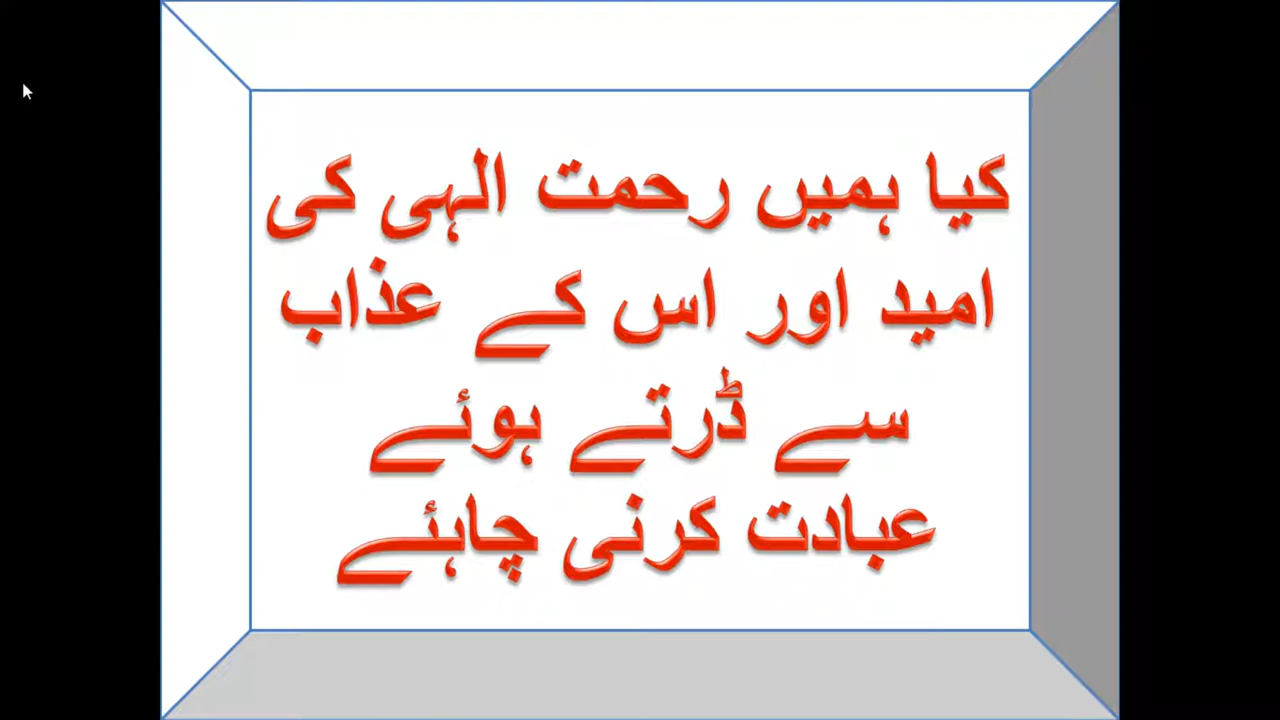 کیا ہمیں رحمت الہی کی
امید اور اس کے عذاب
سے ڈرتے ہوئے
عبادت کرنی چاہئے